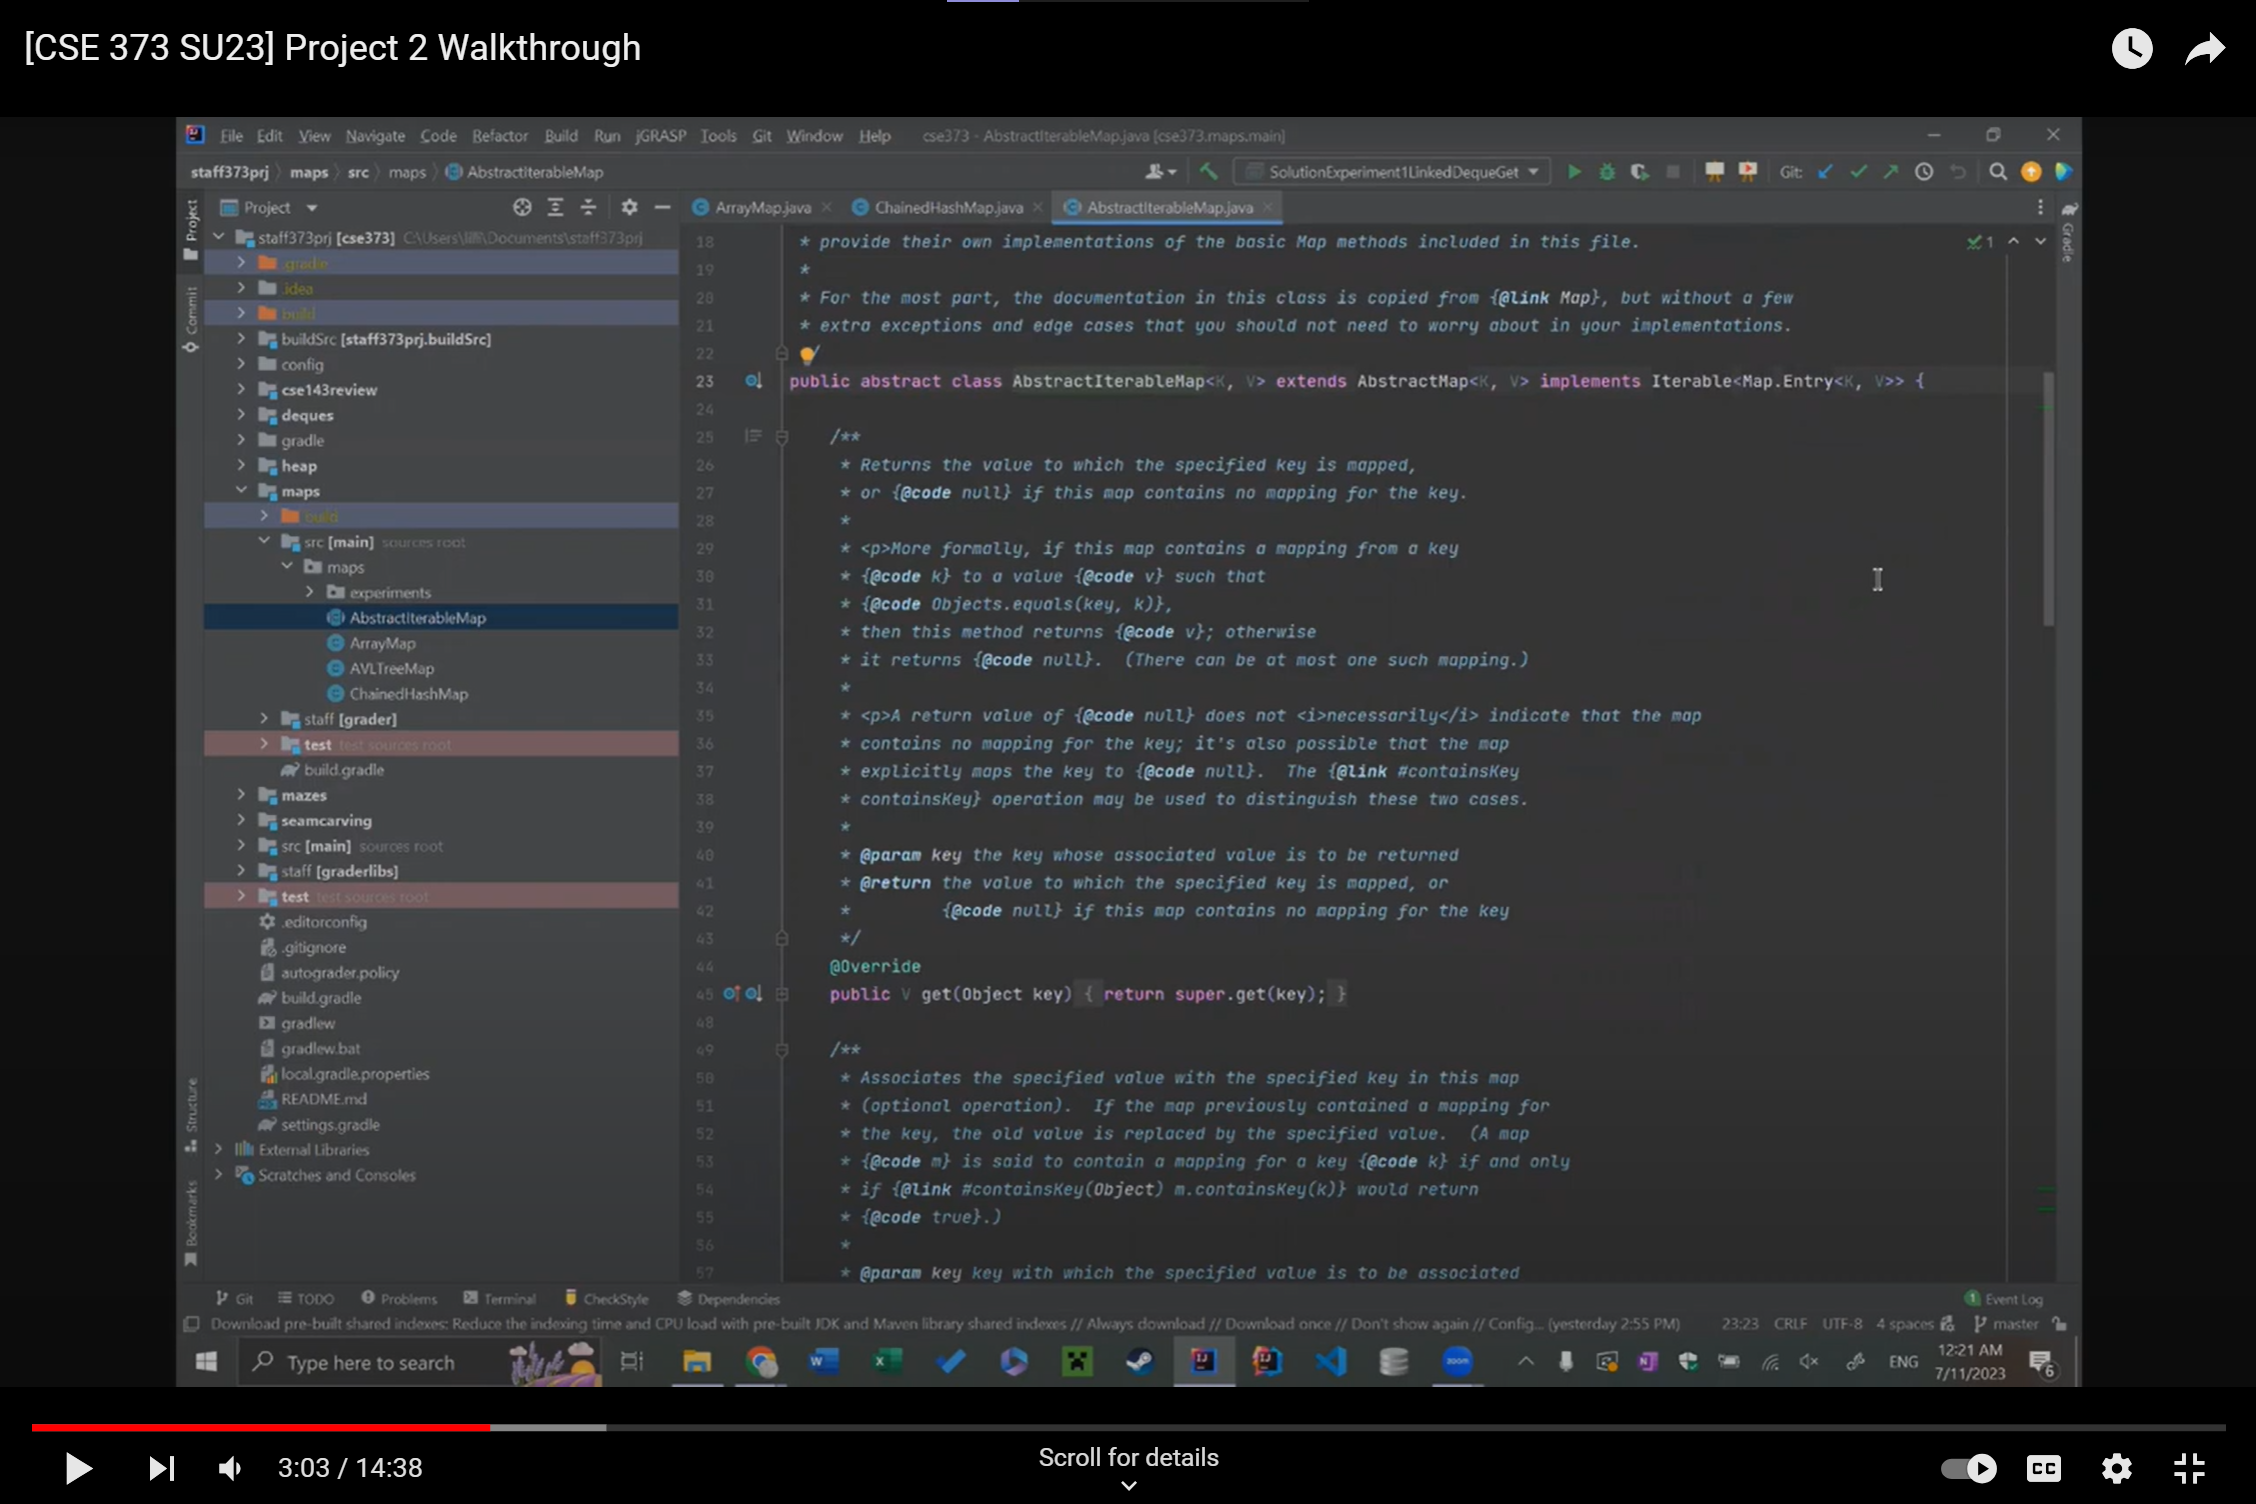 [CSE 373 SU23] Project 2 Walkthrough
File Edit View Navigate Code Refactor Build Run jGRASP Tools Git Window Help cse373 - AbstractIterableMap.java [cse373.maps.main]
staff373prj maps src maps AbstractIterableMap SolutionExperiment1LinkedDequeGet Git:
Project
ArrayMap.java ChainedHashMap.java AbstractIterableMap.java
Project
Commit
Structure
Bookmarks
Gradle
staff373prj [cse373]
.gradle
.idea
build
buildSrc [staff373prj.buildSrc]
config
cse143review
deques
gradle
heap
maps
build
src [main] sources root
maps
experiments
AbstractIterableMap
ArrayMap
AVLTreeMap
ChainedHashMap
staff [grader]
test test sources root
build.gradle
mazes
seamcarving
src [main] sources root
staff [graderlibs]
test test sources root
.editorconfig
.gitignore
autograder.policy
build.gradle
gradlew
gradlew.bat
local.gradle.properties
README.md
settings.gradle
External Libraries
Scratches and Consoles
1
18 * provide their own implementations of the basic Map methods included in this file.
19 *
20 * For the most part, the documentation in this class is copied from {@link Map}, but without a few
21 * extra exceptions and edge cases that you should not need to worry about in your implementations.
22 */
23 public abstract class AbstractIterableMap<K, V> extends AbstractMap<K, V> implements Iterable<Map.Entry<K, V>> {
24
25 /**
26 * Returns the value to which the specified key is mapped,
27 * or {@code null} if this map contains no mapping for the key.
28 *
29 * <p>More formally, if this map contains a mapping from a key
30 * {@code k} to a value {@code v} such that
31 * {@code Objects.equals(key, k)},
32 * then this method returns {@code v}; otherwise
33 * it returns {@code null}.  (There can be at most one such mapping.)
34 *
35 * <p>A return value of {@code null} does not <i>necessarily</i> indicate that the map
36 * contains no mapping for the key; it's also possible that the map
37 * explicitly maps the key to {@code null}.  The {@link #containsKey
38 * containsKey} operation may be used to distinguish these two cases.
39 *
40 * @param key the key whose associated value is to be returned
41 * @return the value to which the specified key is mapped, or
42 * {@code null} if this map contains no mapping for the key
43 */
44 @Override
45 public V get(Object key) { return super.get(key); }
48
49 /**
50 * Associates the specified value with the specified key in this map
51 * (optional operation).  If the map previously contained a mapping for
52 * the key, the old value is replaced by the specified value.  (A map
53 * {@code m} is said to contain a mapping for a key {@code k} if and only
54 * if {@link #containsKey(Object) m.containsKey(k)} would return
55 * {@code true}.)
56 *
57 * @param key key with which the specified value is to be associated
Git TODO Problems Terminal CheckStyle Dependencies 1 Event Log
Download pre-built shared indexes: Reduce the indexing time and CPU load with pre-built JDK and Maven library shared indexes // Always download // Download once // Don't show again // Config... (yesterday 2:55 PM) 23:23 CRLF UTF-8 4 spaces master
Type here to search zoom ENG 12:21 AM
7/11/2023 6
3:03 / 14:38 Scroll for details CC